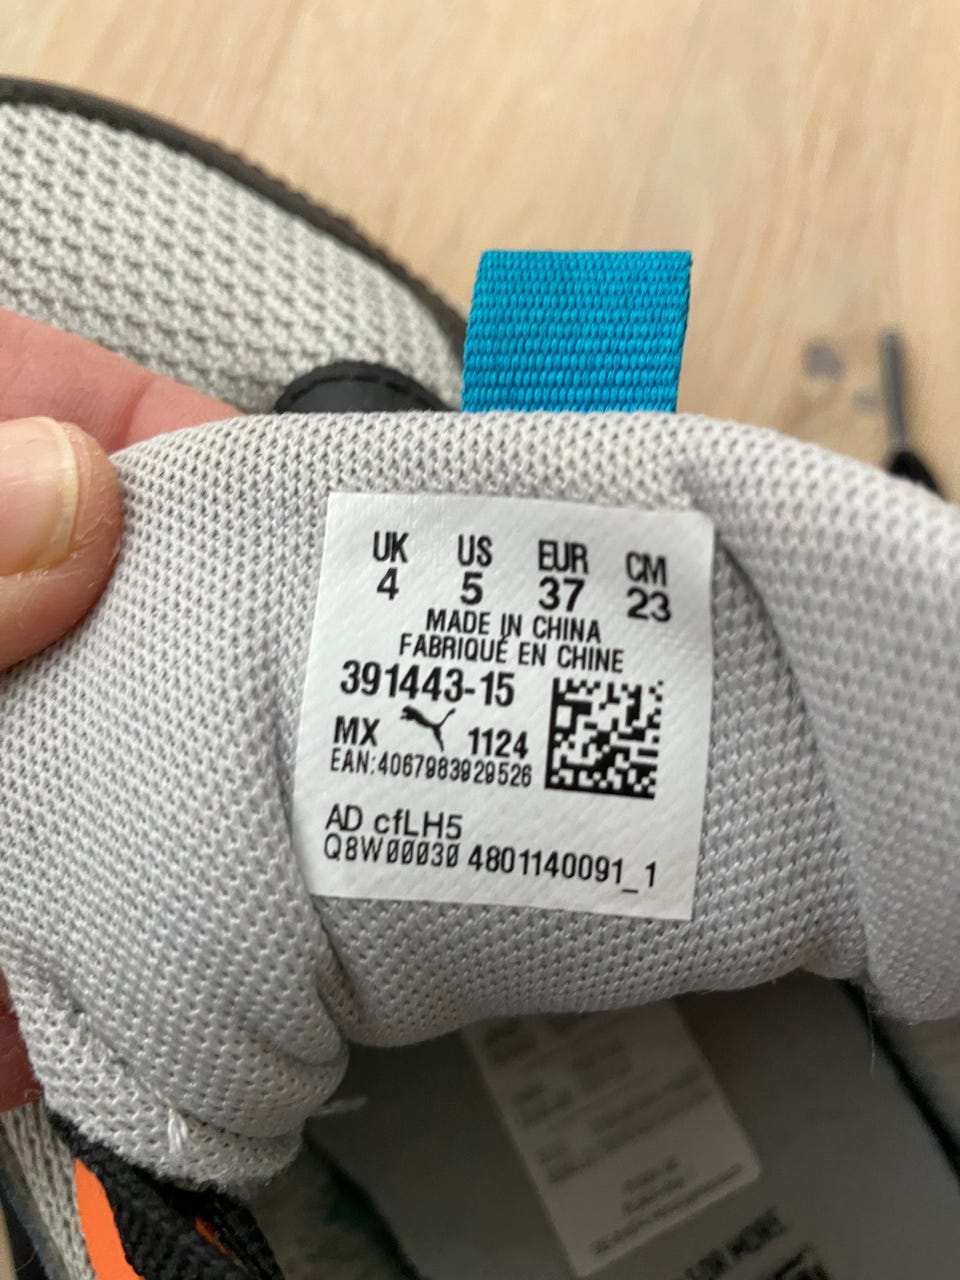 UK US EUR CM
4 5 37 23
MADE IN CHINA
FABRIQUÉ EN CHINE
391443-15
MX 1124
EAN:4067983929526
AD cfLH5
Q8W00030 4801140091_1